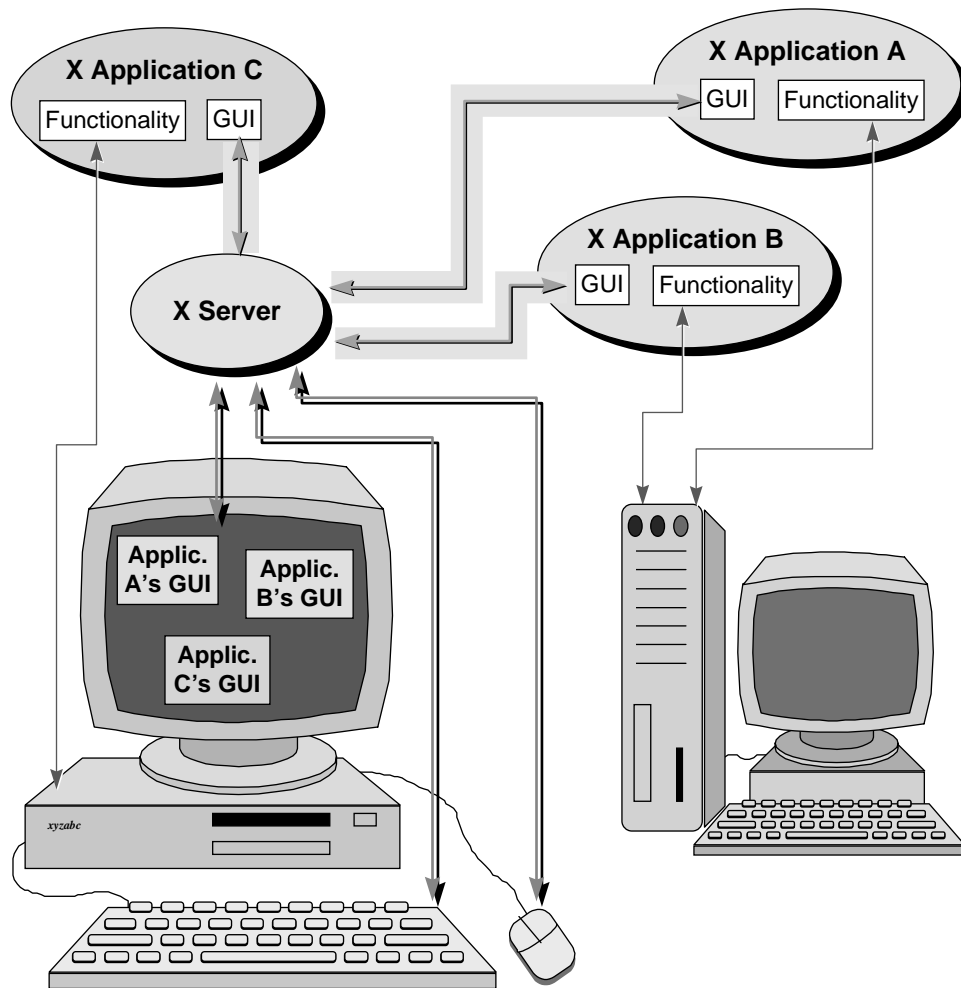 X Application C
Functionality
GUI
X Application A
GUI
Functionality
X Application B
GUI
Functionality
X Server
Applic.
A's GUI
Applic.
B's GUI
Applic.
C's GUI
xyzabc